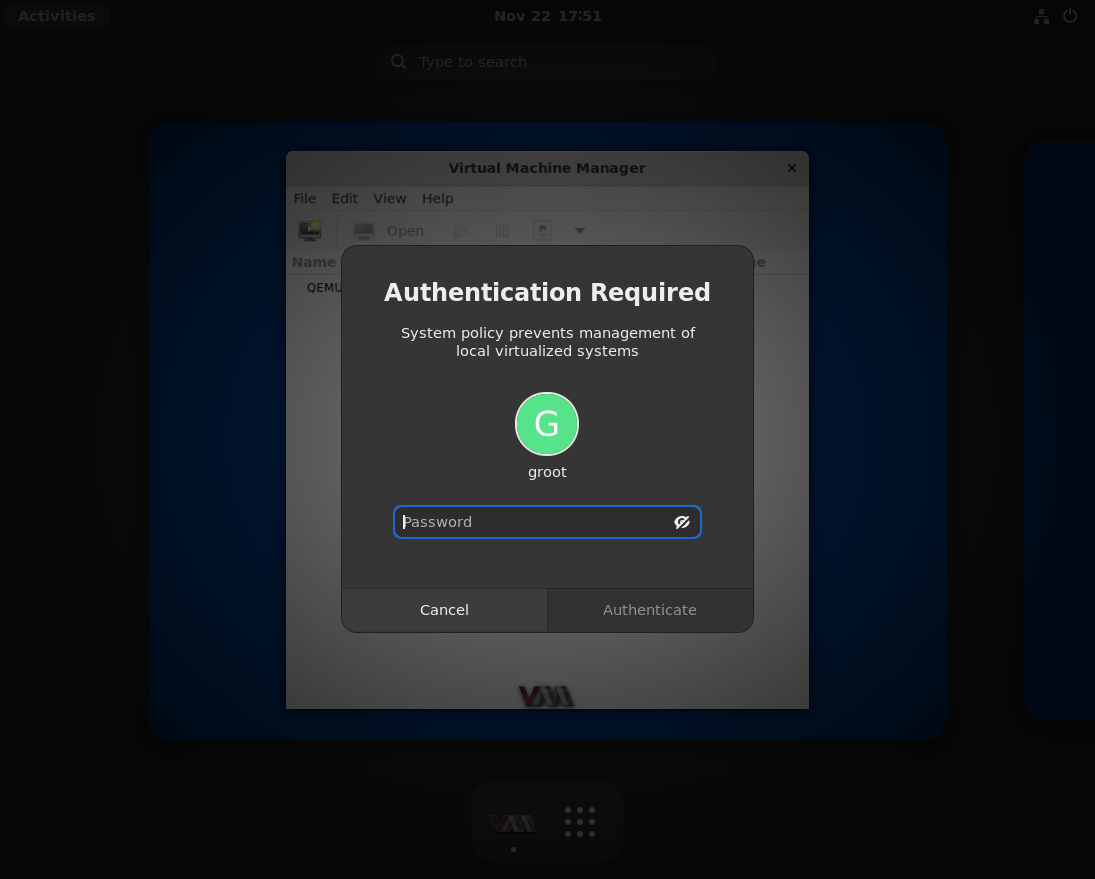 Activities
Nov 22 17:51
Type to search
Virtual Machine Manager
File Edit View Help
Open
Name
QEMU
Authentication Required
System policy prevents management of
local virtualized systems
G
groot
Password
Cancel Authenticate
VM